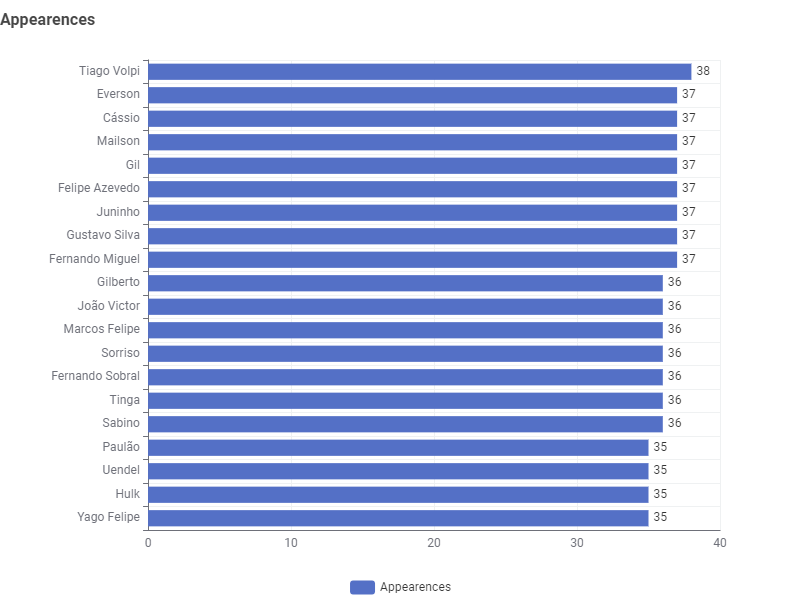 Appearences
Tiago Volpi 38
Everson 37
Cássio 37
Mailson 37
Gil 37
Felipe Azevedo 37
Juninho 37
Gustavo Silva 37
Fernando Miguel 37
Gilberto 36
João Victor 36
Marcos Felipe 36
Sorriso 36
Fernando Sobral 36
Tinga 36
Sabino 36
Paulão 35
Uendel 35
Hulk 35
Yago Felipe 35
0 10 20 30 40
Appearences